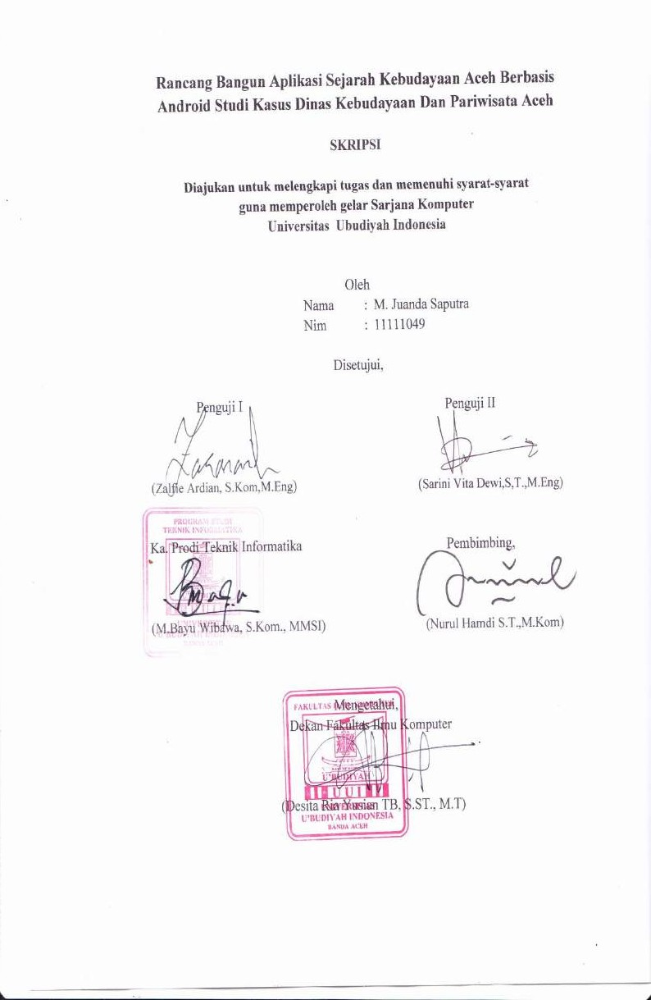 Rancang Bangun Aplikasi Sejarah Kebudayaan Aceh Berbasis
Android Studi Kasus Dinas Kebudayaan Dan Pariwisata Aceh
SKRIPSI
Diajukan untuk melengkapi tugas dan memenuhi syarat-syarat
guna memperoleh gelar Sarjana Komputer
Universitas Ubudiyah Indonesia
Oleh
Nama : M. Juanda Saputra
Nim : 11111049
Disetujui,
Penguji I
Penguji II
(Zalfie Ardian, S.Kom,M.Eng)
(Sarini Vita Dewi,S,T.,M.Eng)
PROGRAM STUDI
TEKNIK INFORMATIKA
Ka. Prodi Teknik Informatika
Pembimbing,
(M.Bayu Wibawa, S.Kom., MMSI)
(Nurul Hamdi S.T.,M.Kom)
BANDA ACEH
Mengetahui,
FAKULTAS
Dekan Fakultas Ilmu Komputer
U'BUDIYAH
UUI
(Desita Ria Yusian TB, S.ST., M.T)
UNIVERSITAS
U'BUDIYAH INDONESIA
BANDA ACEH